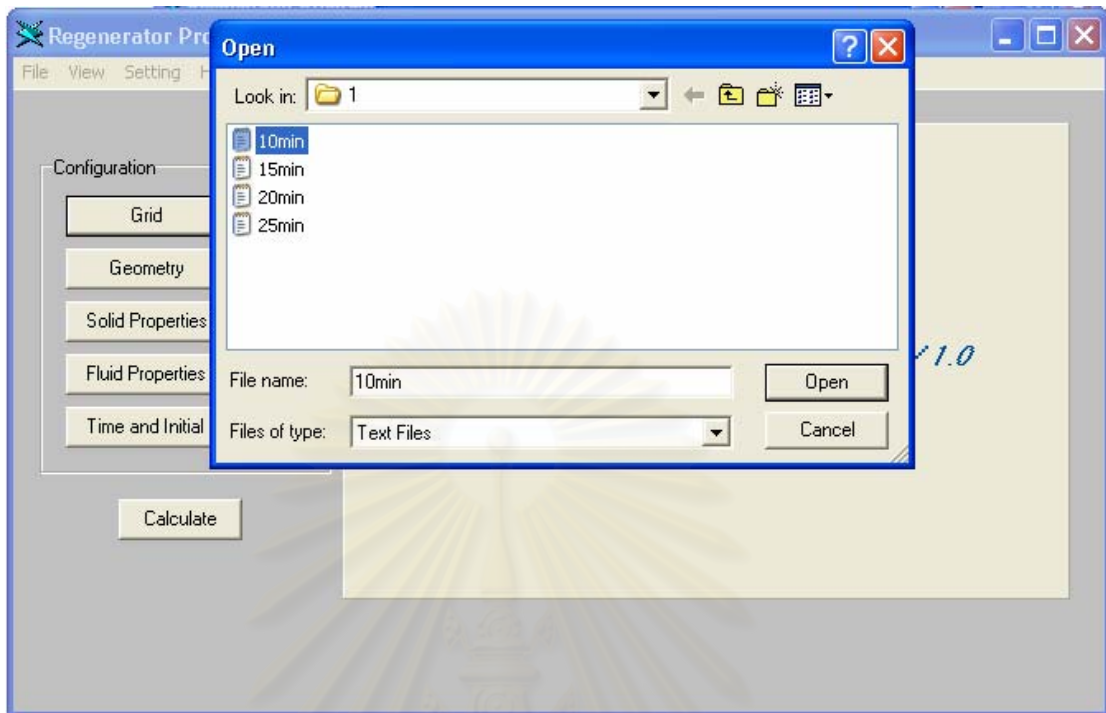 Regenerator Pro
File View Setting H
Open
Look in: 1
10min
15min
20min
25min
File name: 10min Open
Files of type: Text Files Cancel
Configuration
Grid
Geometry
Solid Properties
Fluid Properties
Time and Initial
Calculate
1.0